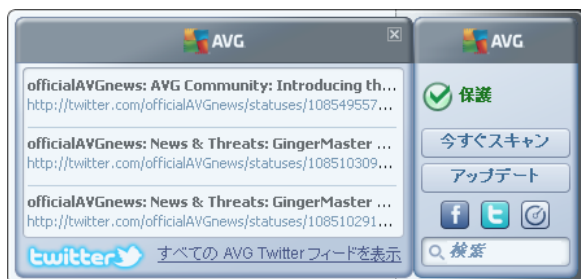 AVG
officialAVGnews: AVG Community: Introducing th...
http://twitter.com/officialAVGnews/statuses/108549557...
officialAVGnews: News & Threats: GingerMaster ...
http://twitter.com/officialAVGnews/statuses/108510309...
officialAVGnews: News & Threats: GingerMaster ...
http://twitter.com/officialAVGnews/statuses/108510291...
twitter すべての AVG Twitter フィードを表示
AVG
保護
今すぐスキャン
アップデート
f t
検索